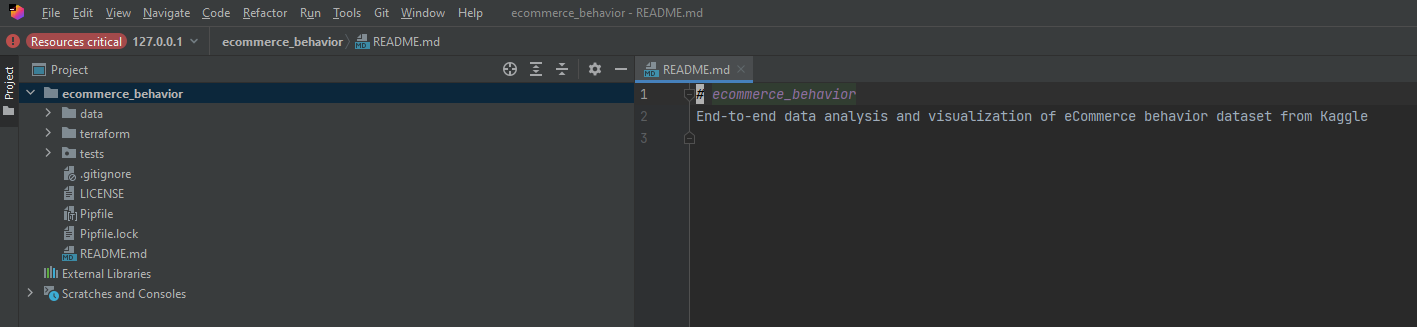 File Edit View Navigate Code Refactor Run Tools Git Window Help ecommerce_behavior - README.md
Resources critical 127.0.0.1 ecommerce_behavior README.md
Project
Project
README.md
ecommerce_behavior
data
terraform
tests
.gitignore
LICENSE
Pipfile
Pipfile.lock
README.md
External Libraries
Scratches and Consoles
1 # ecommerce_behavior
2 End-to-end data analysis and visualization of eCommerce behavior dataset from Kaggle
3